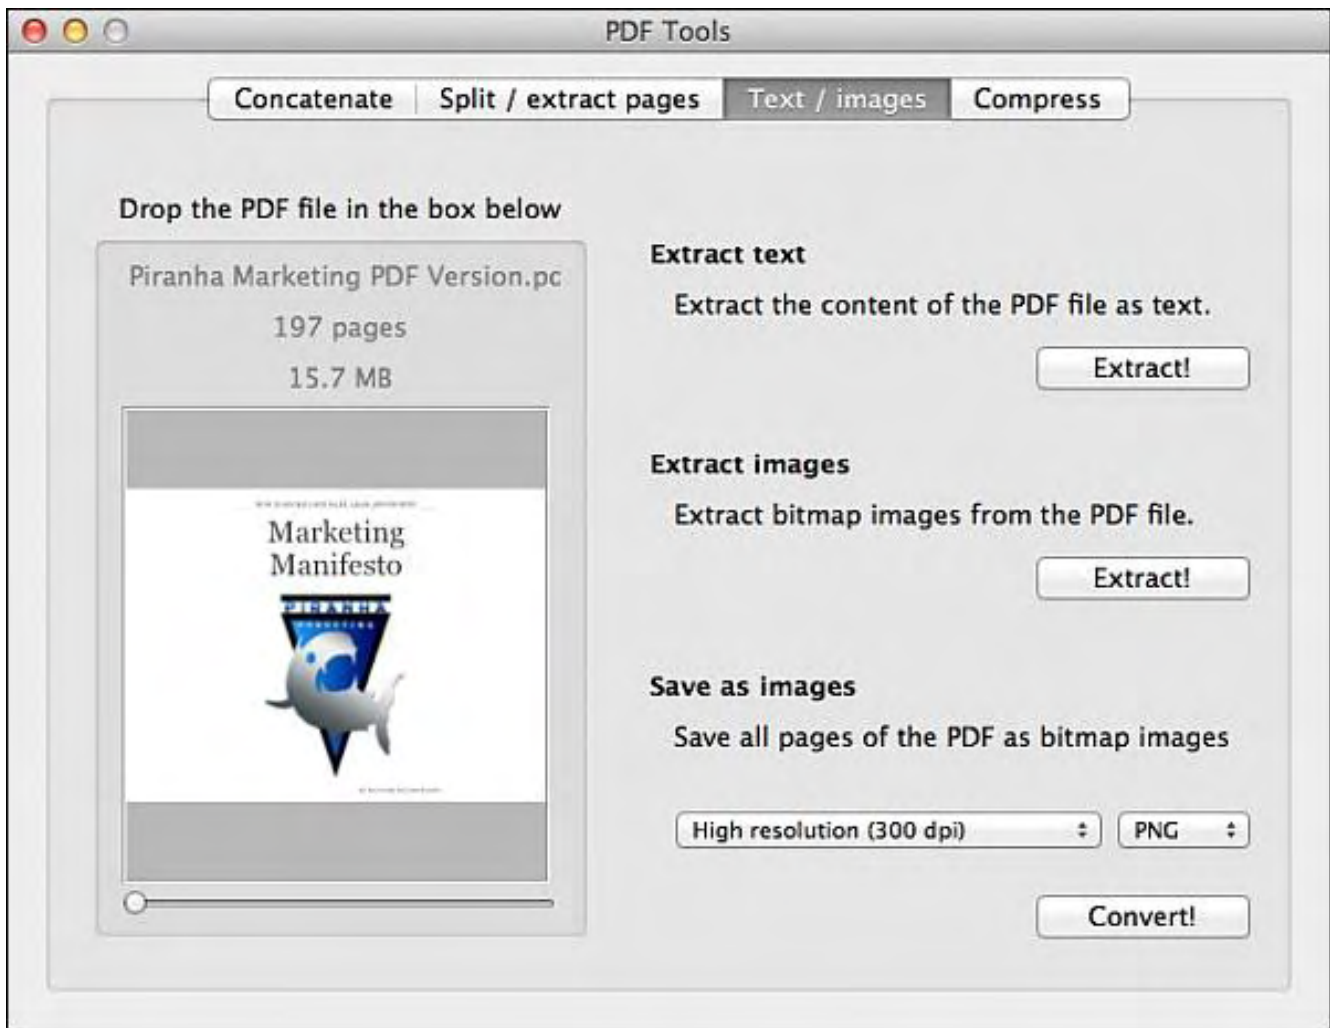 PDF Tools
Concatenate
Split / extract pages
Text / images
Compress
Drop the PDF file in the box below
Piranha Marketing PDF Version.pc
197 pages
15.7 MB
Marketing
Manifesto
PIRANHA
MARKETING
Extract text
Extract the content of the PDF file as text.
Extract!
Extract images
Extract bitmap images from the PDF file.
Extract!
Save as images
Save all pages of the PDF as bitmap images
High resolution (300 dpi)
PNG
Convert!